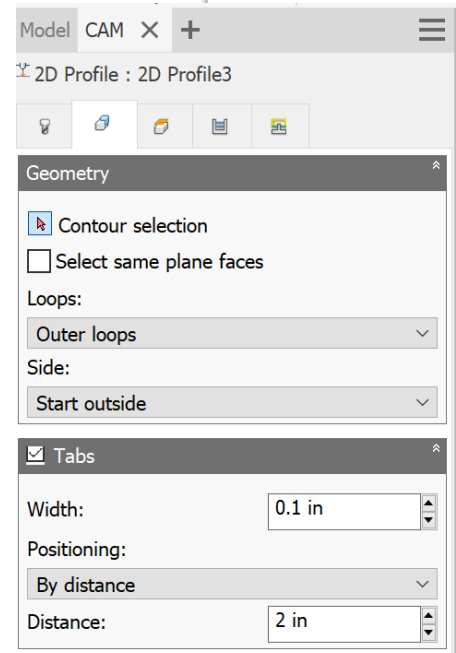 Model CAM
2D Profile : 2D Profile3
Geometry
Contour selection
Select same plane faces
Loops:
Outer loops
Side:
Start outside
Tabs
Width: 0.1 in
Positioning:
By distance
Distance: 2 in